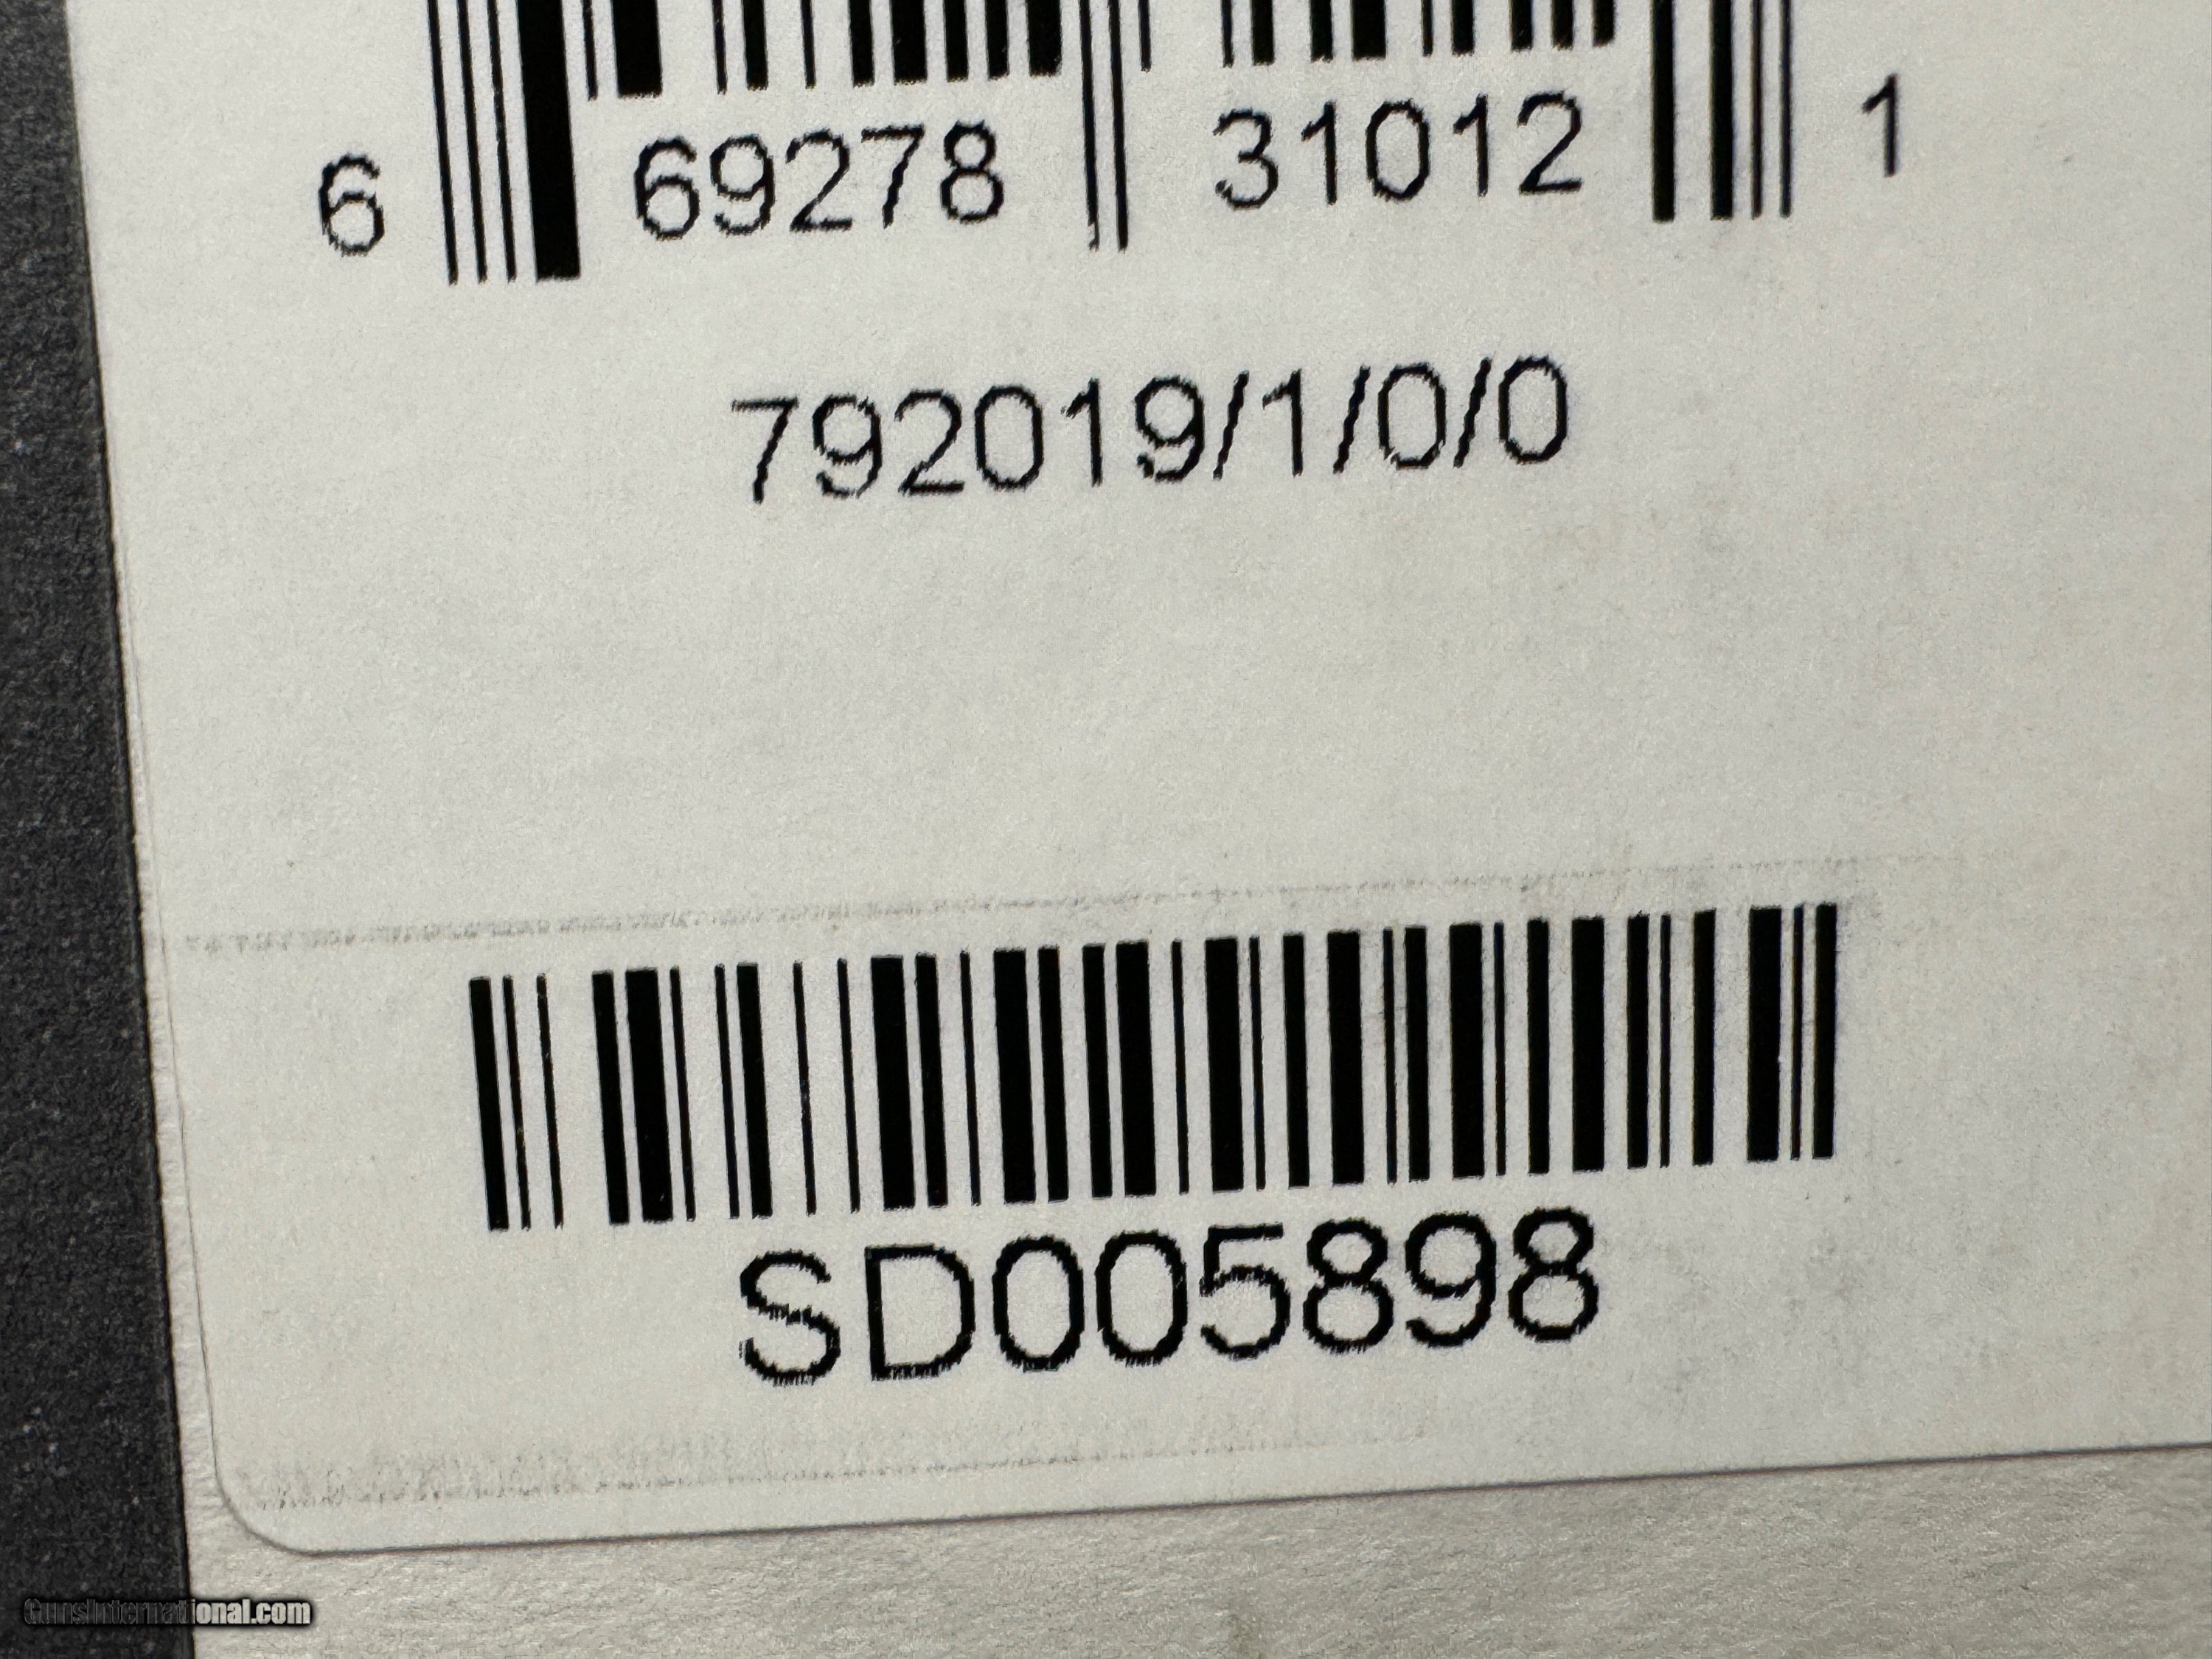 6 69278 31012 1
792019/1/0/0
SD005898
GunsInternational.com